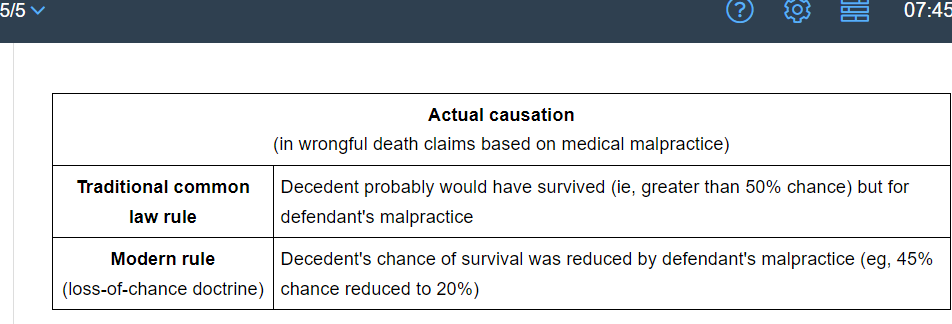 5/5
?
07:45
Actual causation
(in wrongful death claims based on medical malpractice)
Traditional common
law rule
Decedent probably would have survived (ie, greater than 50% chance) but for
defendant's malpractice
Modern rule
(loss-of-chance doctrine)
Decedent's chance of survival was reduced by defendant's malpractice (eg, 45%
chance reduced to 20%)